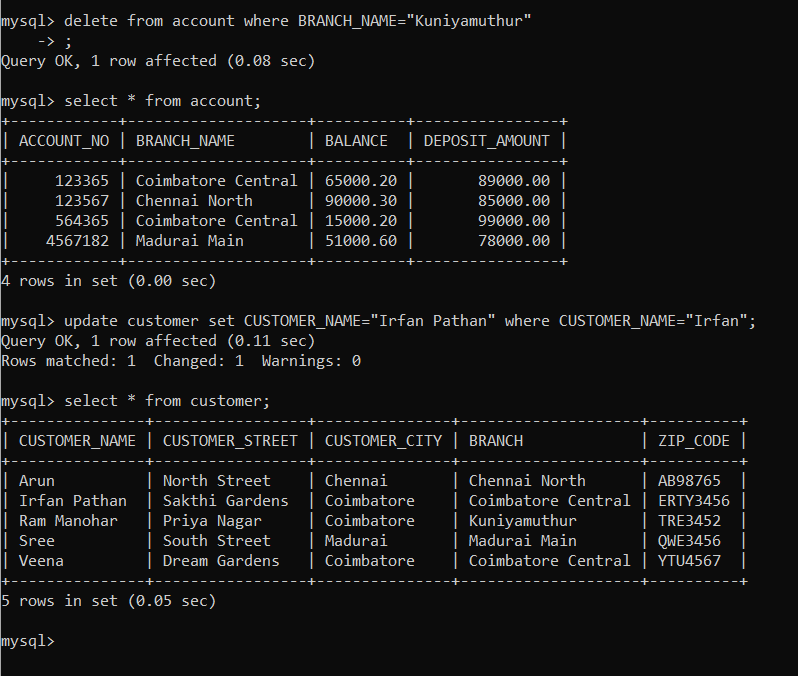 mysql> delete from account where BRANCH_NAME="Kuniyamuthur"
    -> ;
Query OK, 1 row affected (0.08 sec)
mysql> select * from account;
+------------+--------------------+----------+----------------+
| ACCOUNT_NO | BRANCH_NAME        | BALANCE  | DEPOSIT_AMOUNT |
+------------+--------------------+----------+----------------+
|     123365 | Coimbatore Central | 65000.20 |       89000.00 |
|     123567 | Chennai North      | 90000.30 |       85000.00 |
|     564365 | Coimbatore Central | 15000.20 |       99000.00 |
|    4567182 | Madurai Main       | 51000.60 |       78000.00 |
+------------+--------------------+----------+----------------+
4 rows in set (0.00 sec)
mysql> update customer set CUSTOMER_NAME="Irfan Pathan" where CUSTOMER_NAME="Irfan";
Query OK, 1 row affected (0.11 sec)
Rows matched: 1  Changed: 1  Warnings: 0
mysql> select * from customer;
+---------------+-----------------+---------------+--------------------+----------+
| CUSTOMER_NAME | CUSTOMER_STREET | CUSTOMER_CITY | BRANCH             | ZIP_CODE |
+---------------+-----------------+---------------+--------------------+----------+
| Arun          | North Street    | Chennai       | Chennai North      | AB98765  |
| Irfan Pathan  | Sakthi Gardens  | Coimbatore    | Coimbatore Central | ERTY3456 |
| Ram Manohar   | Priya Nagar     | Coimbatore    | Kuniyamuthur       | TRE3452  |
| Sree          | South Street    | Madurai       | Madurai Main       | QWE3456  |
| Veena         | Dream Gardens   | Coimbatore    | Coimbatore Central | YTU4567  |
+---------------+-----------------+---------------+--------------------+----------+
5 rows in set (0.05 sec)
mysql>